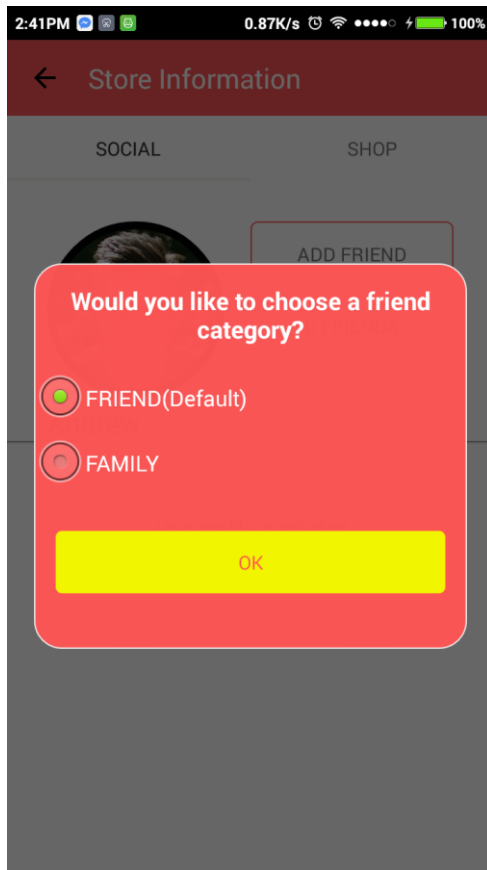 2:41PM 0.87K/s 100%
Store Information
SOCIAL SHOP
ADD FRIEND
Would you like to choose a friend
category?
FRIEND(Default)
FAMILY
OK